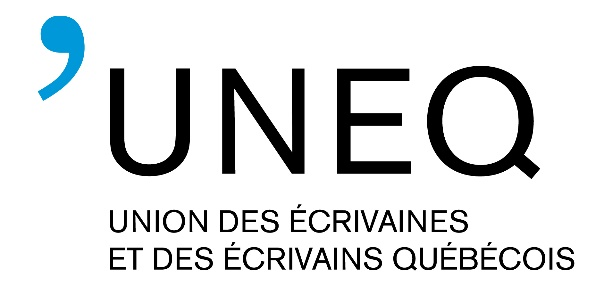 ’UNEQ
UNION DES ÉCRIVAINES
ET DES ÉCRIVAINS QUÉBÉCOIS